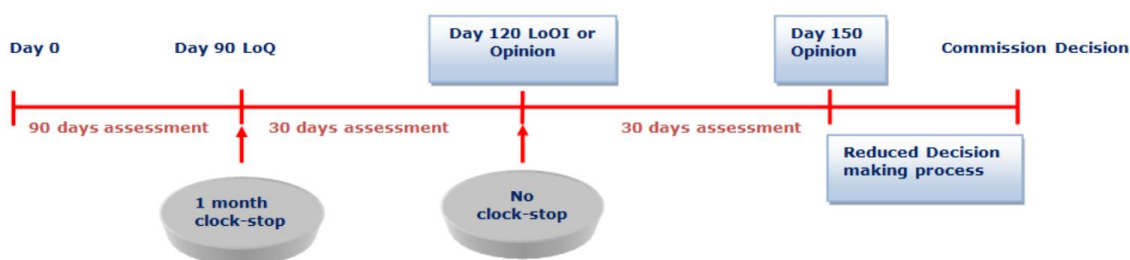 Day 0
Day 90 LoQ
Day 120 LoOI or
Opinion
Day 150
Opinion
Commission Decision
90 days assessment
30 days assessment
30 days assessment
1 month
clock-stop
No
clock-stop
Reduced Decision
making process